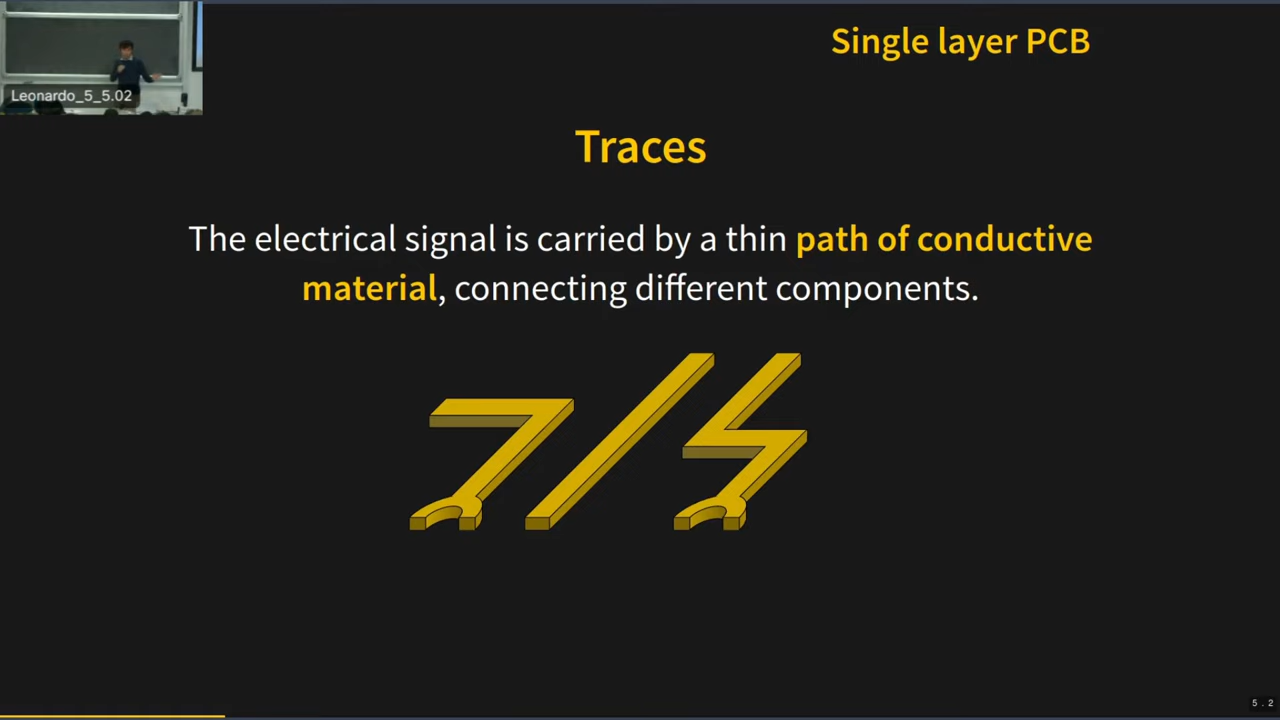 Leonardo_5_5.02
Single layer PCB
Traces
The electrical signal is carried by a thin path of conductive
material, connecting different components.
5.2